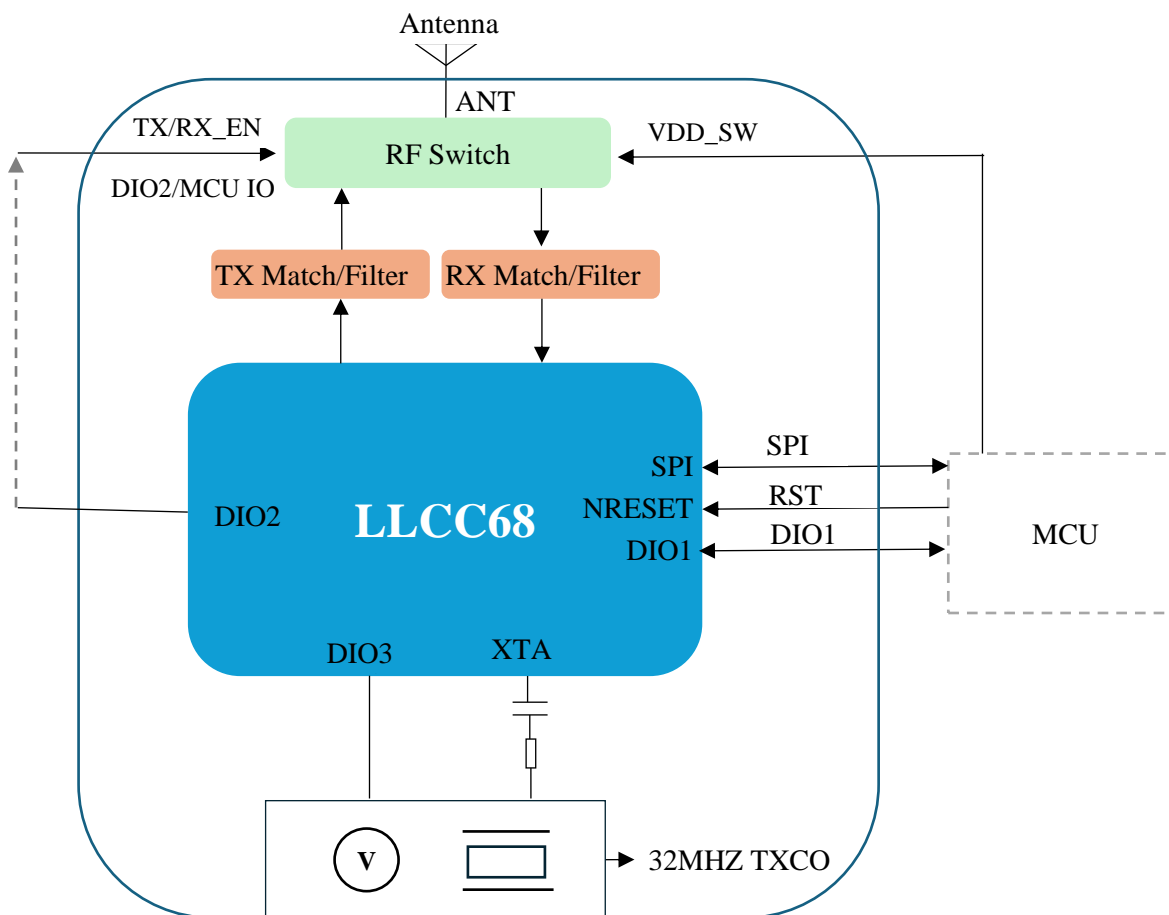 Antenna
ANT
TX/RX_EN
RF Switch
VDD_SW
DIO2/MCU IO
TX Match/Filter
RX Match/Filter
SPI
SPI
NRESET
RST
DIO2
LLCC68
DIO1
DIO1
MCU
DIO3
XTA
V
32MHZ TXCO